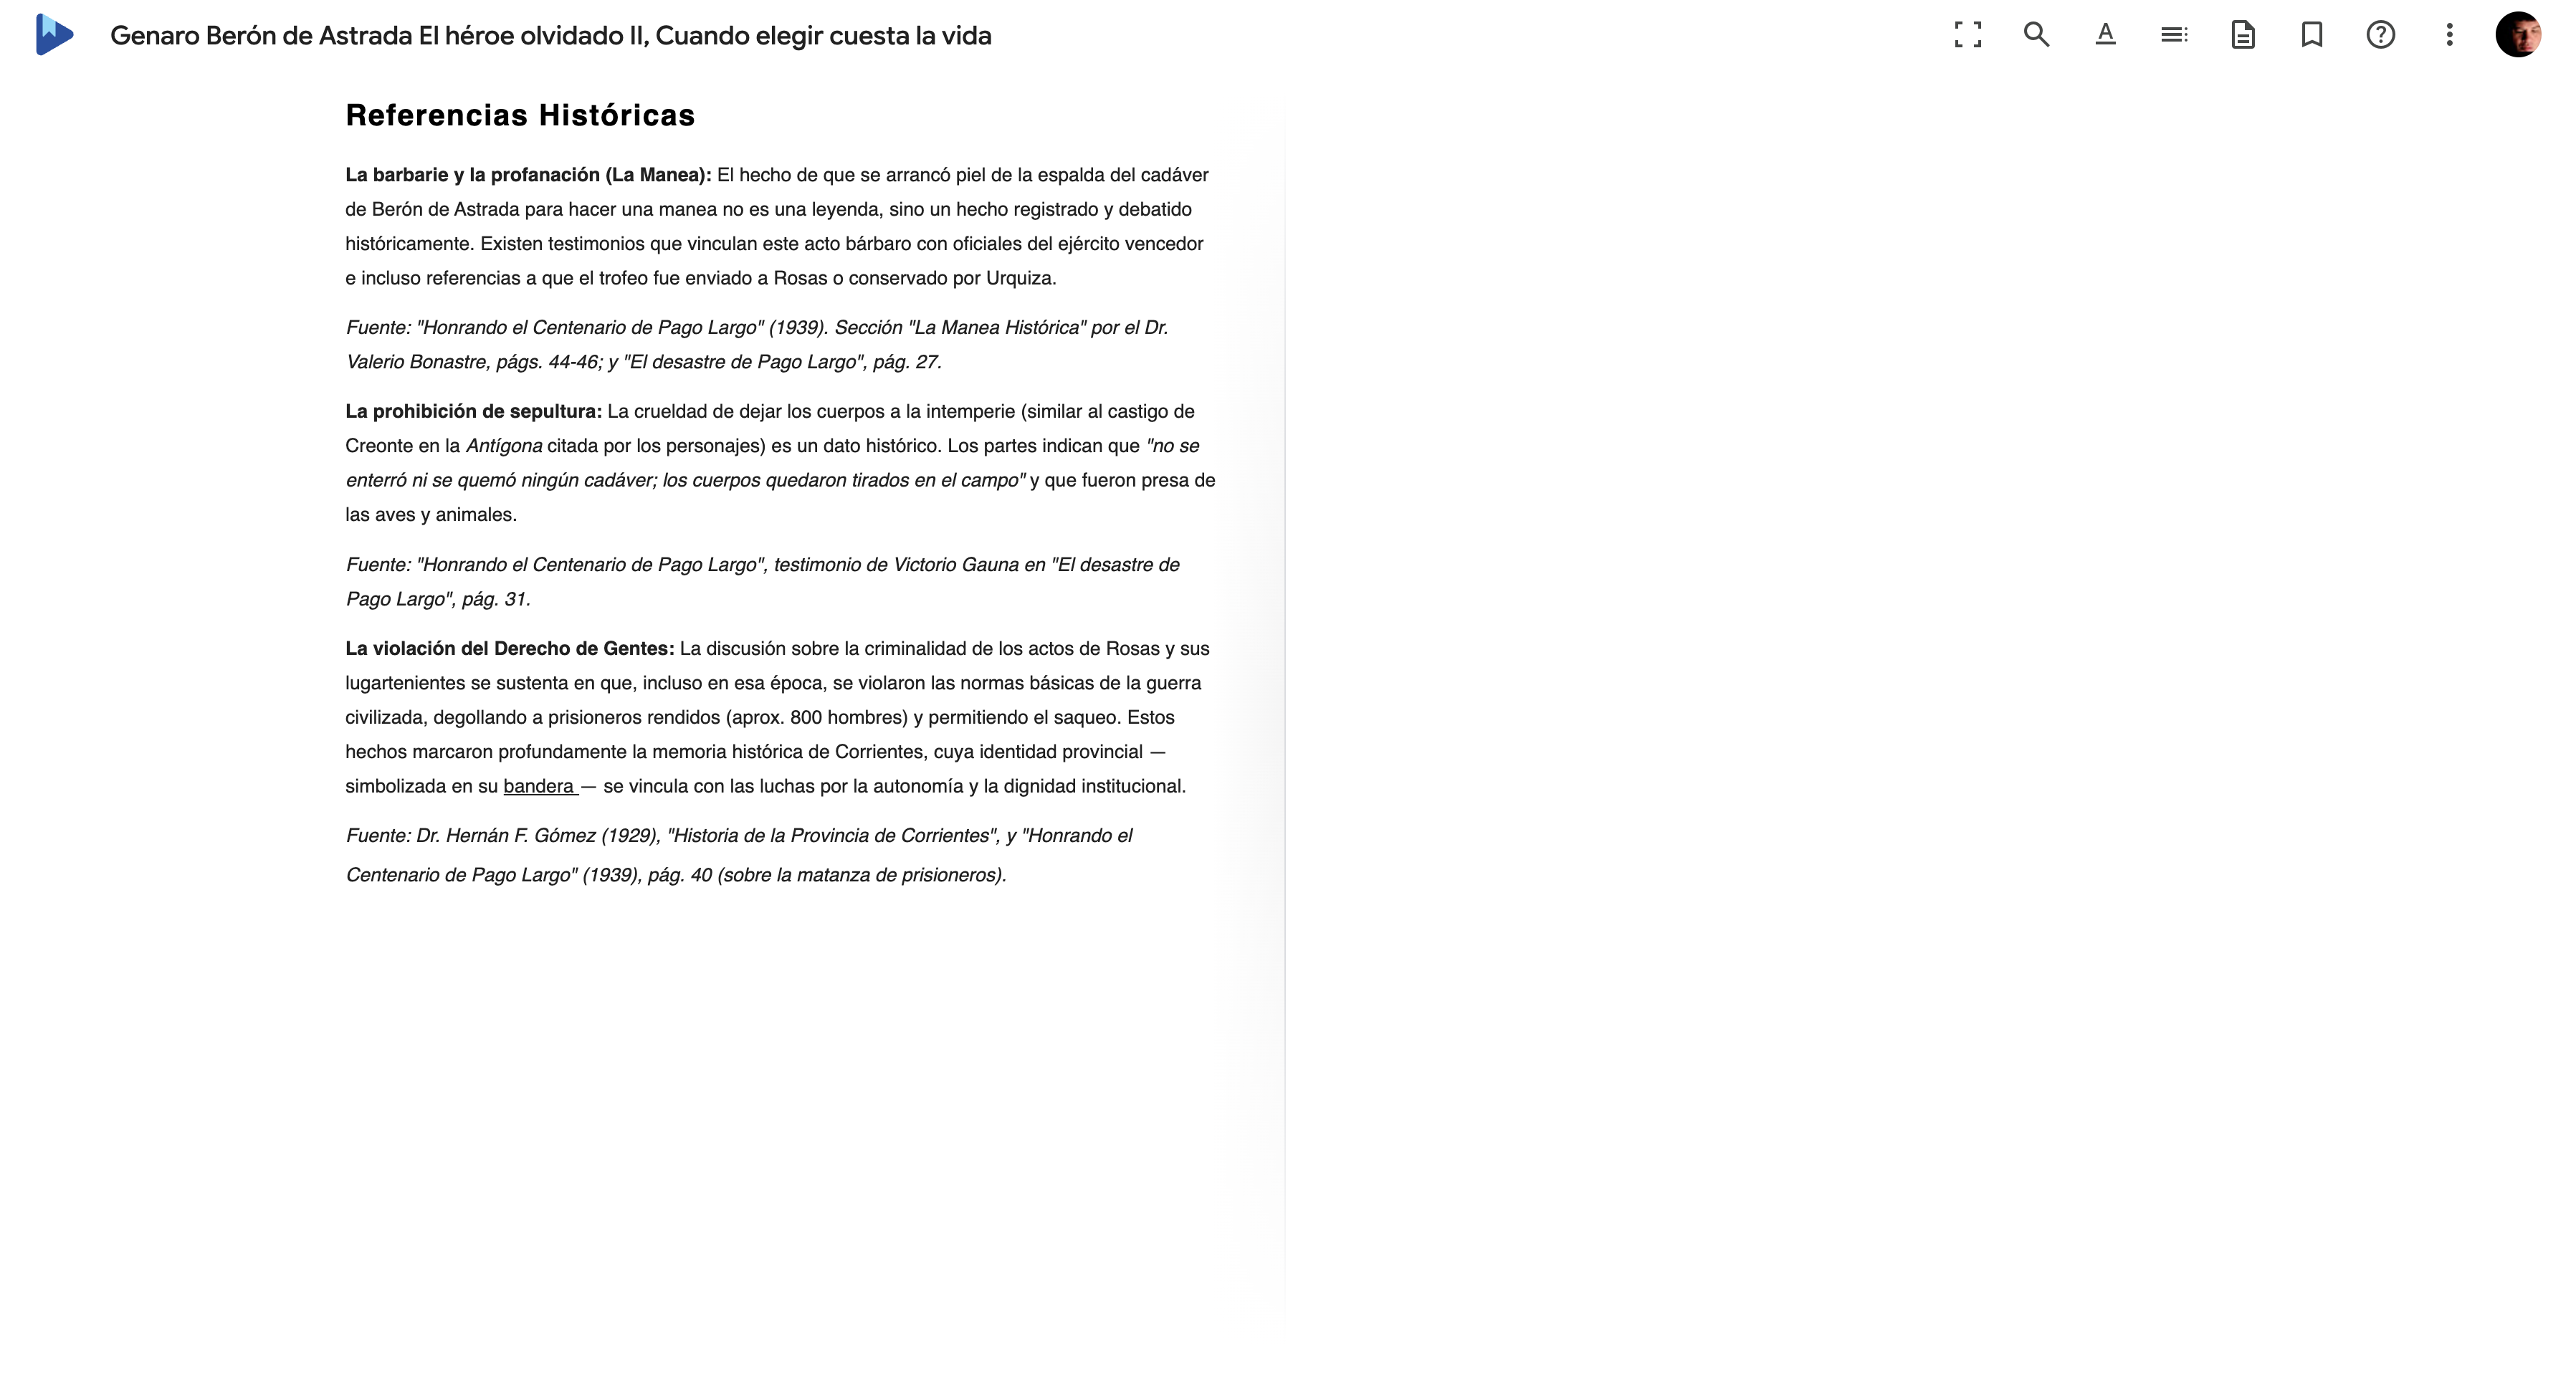 Genaro Berón de Astrada El héroe olvidado II, Cuando elegir cuesta la vida
A
?
Referencias Históricas
La barbarie y la profanación (La Manea): El hecho de que se arrancó piel de la espalda del cadáver
de Berón de Astrada para hacer una manea no es una leyenda, sino un hecho registrado y debatido
históricamente. Existen testimonios que vinculan este acto bárbaro con oficiales del ejército vencedor
e incluso referencias a que el trofeo fue enviado a Rosas o conservado por Urquiza.
Fuente: "Honrando el Centenario de Pago Largo" (1939). Sección "La Manea Histórica" por el Dr.
Valerio Bonastre, págs. 44-46; y "El desastre de Pago Largo", pág. 27.
La prohibición de sepultura: La crueldad de dejar los cuerpos a la intemperie (similar al castigo de
Creonte en la Antígona citada por los personajes) es un dato histórico. Los partes indican que "no se
enterró ni se quemó ningún cadáver; los cuerpos quedaron tirados en el campo" y que fueron presa de
las aves y animales.
Fuente: "Honrando el Centenario de Pago Largo", testimonio de Victorio Gauna en "El desastre de
Pago Largo", pág. 31.
La violación del Derecho de Gentes: La discusión sobre la criminalidad de los actos de Rosas y sus
lugartenientes se sustenta en que, incluso en esa época, se violaron las normas básicas de la guerra
civilizada, degollando a prisioneros rendidos (aprox. 800 hombres) y permitiendo el saqueo. Estos
hechos marcaron profundamente la memoria histórica de Corrientes, cuya identidad provincial —
simbolizada en su bandera — se vincula con las luchas por la autonomía y la dignidad institucional.
Fuente: Dr. Hernán F. Gómez (1929), "Historia de la Provincia de Corrientes", y "Honrando el
Centenario de Pago Largo" (1939), pág. 40 (sobre la matanza de prisioneros).